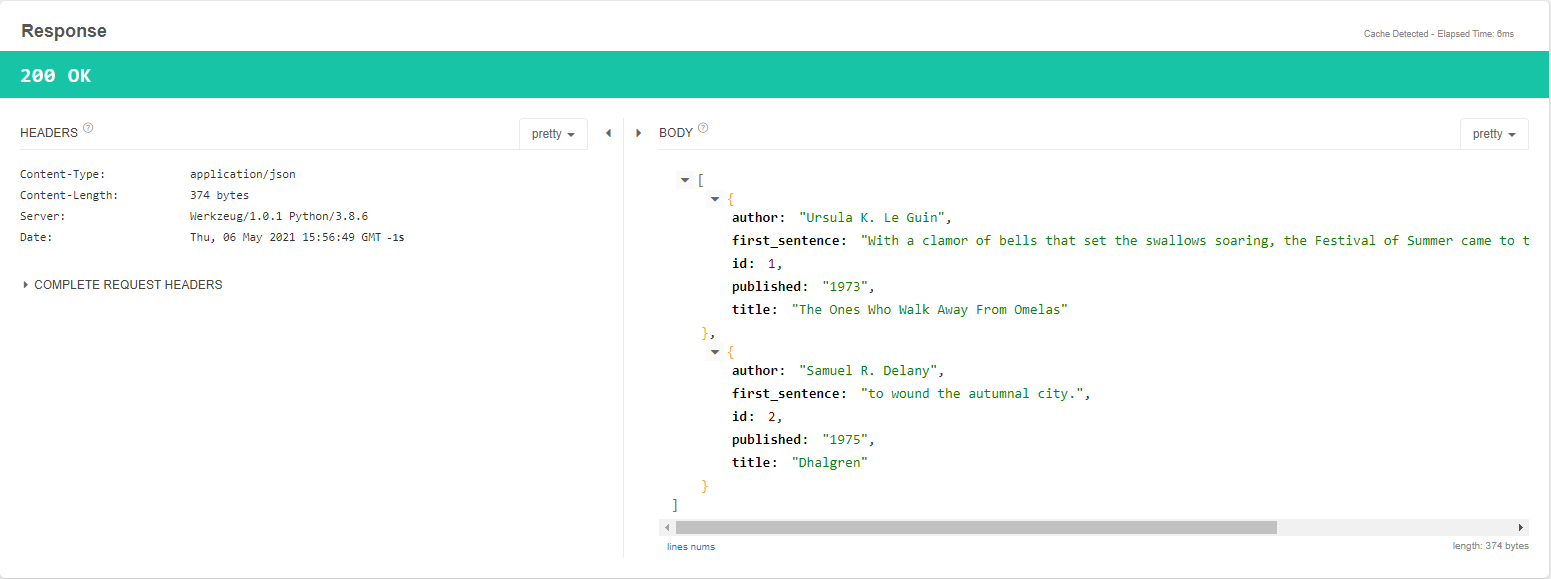 Response
Cache Detected - Elapsed Time: 6ms
200 OK
HEADERS ?
pretty
Content-Type: application/json
Content-Length: 374 bytes
Server: Werkzeug/1.0.1 Python/3.8.6
Date: Thu, 06 May 2021 15:56:49 GMT -1s
COMPLETE REQUEST HEADERS
BODY ?
pretty
[
{
author: "Ursula K. Le Guin",
first_sentence: "With a clamor of bells that set the swallows soaring, the Festival of Summer came to t
id: 1,
published: "1973",
title: "The Ones Who Walk Away From Omelas"
},
{
author: "Samuel R. Delany",
first_sentence: "to wound the autumnal city.",
id: 2,
published: "1975",
title: "Dhalgren"
}
]
lines nums
length: 374 bytes